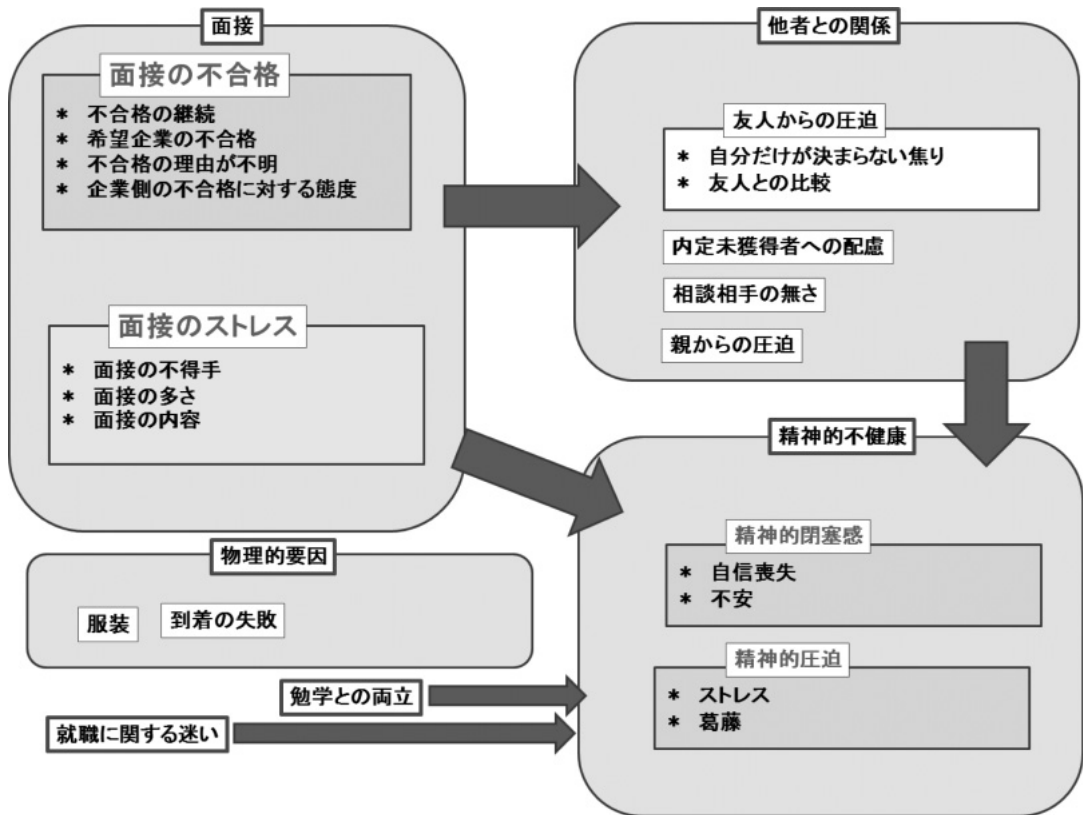 面接
面接の不合格
* 不合格の継続
* 希望企業の不合格
* 不合格の理由が不明
* 企業側の不合格に対する態度
面接のストレス
* 面接の不得手
* 面接の多さ
* 面接の内容
他者との関係
友人からの圧迫
* 自分だけが決まらない焦り
* 友人との比較
内定未獲得者への配慮
相談相手の無さ
親からの圧迫
物理的要因
服装
到着の失敗
勉学との両立
就職に関する迷い
精神的不健康
精神的閉塞感
* 自信喪失
* 不安
精神的圧迫
* ストレス
* 葛藤